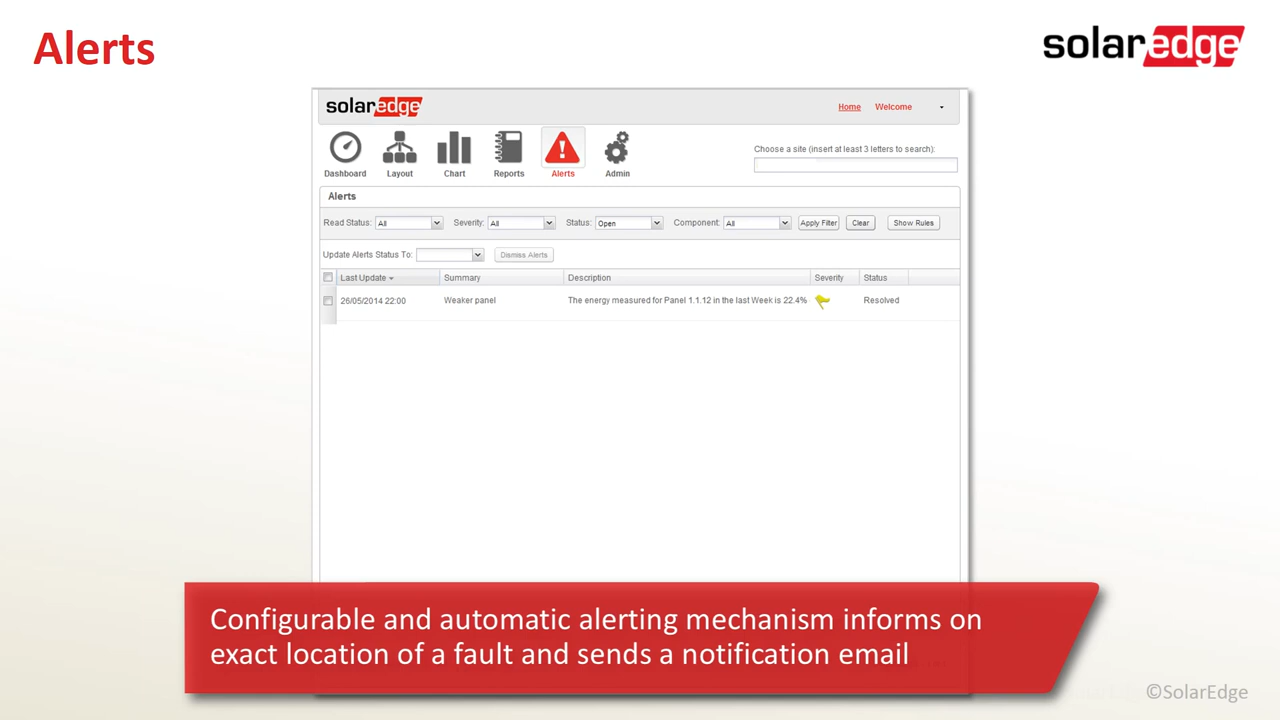 Alerts
solaredge
solaredge
Home Welcome
Dashboard Layout Chart Reports Alerts Admin
Choose a site (insert at least 3 letters to search):
Alerts
Read Status: All Severity: All Status: Open Component: All Apply Filter Clear Show Rules
Update Alerts Status To: Dismiss Alerts
Last Update Summary Description Severity Status
26/05/2014 22:00 Weaker panel The energy measured for Panel 1.1.12 in the last Week is 22.4% Resolved
Configurable and automatic alerting mechanism informs on
exact location of a fault and sends a notification email
©SolarEdge